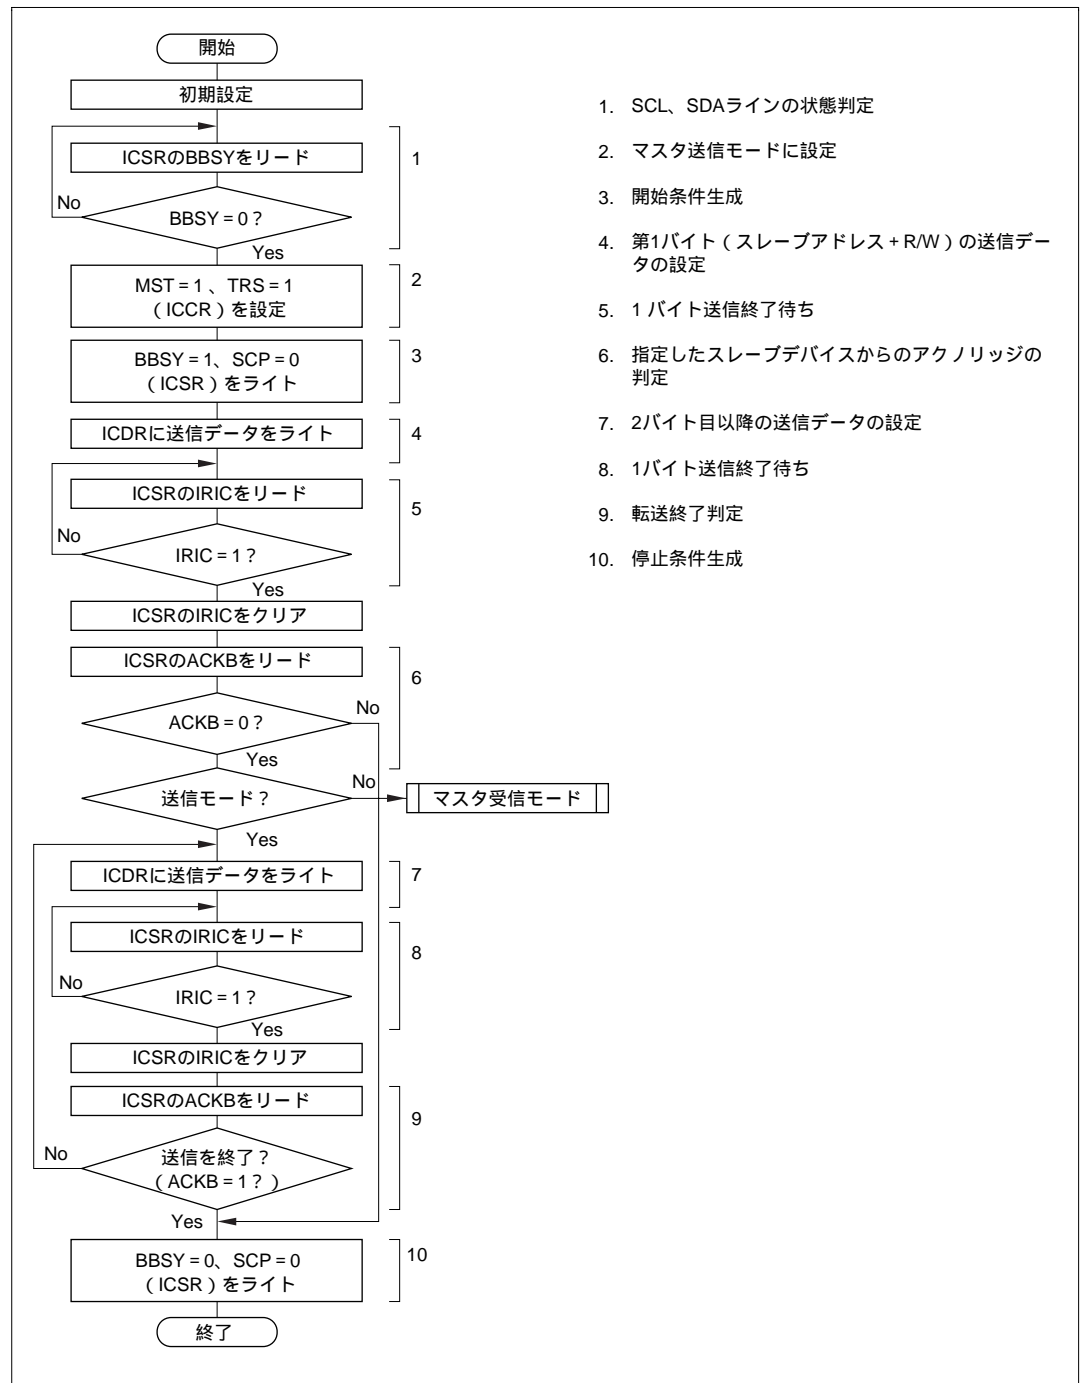 開始
初期設定
ICSRのBBSYをリード
1
No
BBSY = 0？
Yes
MST = 1 、TRS = 1
（ICCR）を設定
2
BBSY = 1、SCP = 0
（ICSR）をライト
3
ICDRに送信データをライト
4
ICSRのIRICをリード
5
No
IRIC = 1？
Yes
ICSRのIRICをクリア
ICSRのACKBをリード
6
No
ACKB = 0？
Yes
No
送信モード？
マスタ受信モード
Yes
ICDRに送信データをライト
7
ICSRのIRICをリード
8
No
IRIC = 1？
Yes
ICSRのIRICをクリア
ICSRのACKBをリード
9
No
送信を終了？
（ACKB = 1？）
Yes
BBSY = 0、SCP = 0
（ICSR）をライト
10
終了
1. SCL、SDAラインの状態判定
2. マスタ送信モードに設定
3. 開始条件生成
4. 第1バイト（スレーブアドレス + R/W）の送信デー
タの設定
5. 1 バイト送信終了待ち
6. 指定したスレーブデバイスからのアクノリッジの
判定
7. 2バイト目以降の送信データの設定
8. 1バイト送信終了待ち
9. 転送終了判定
10. 停止条件生成